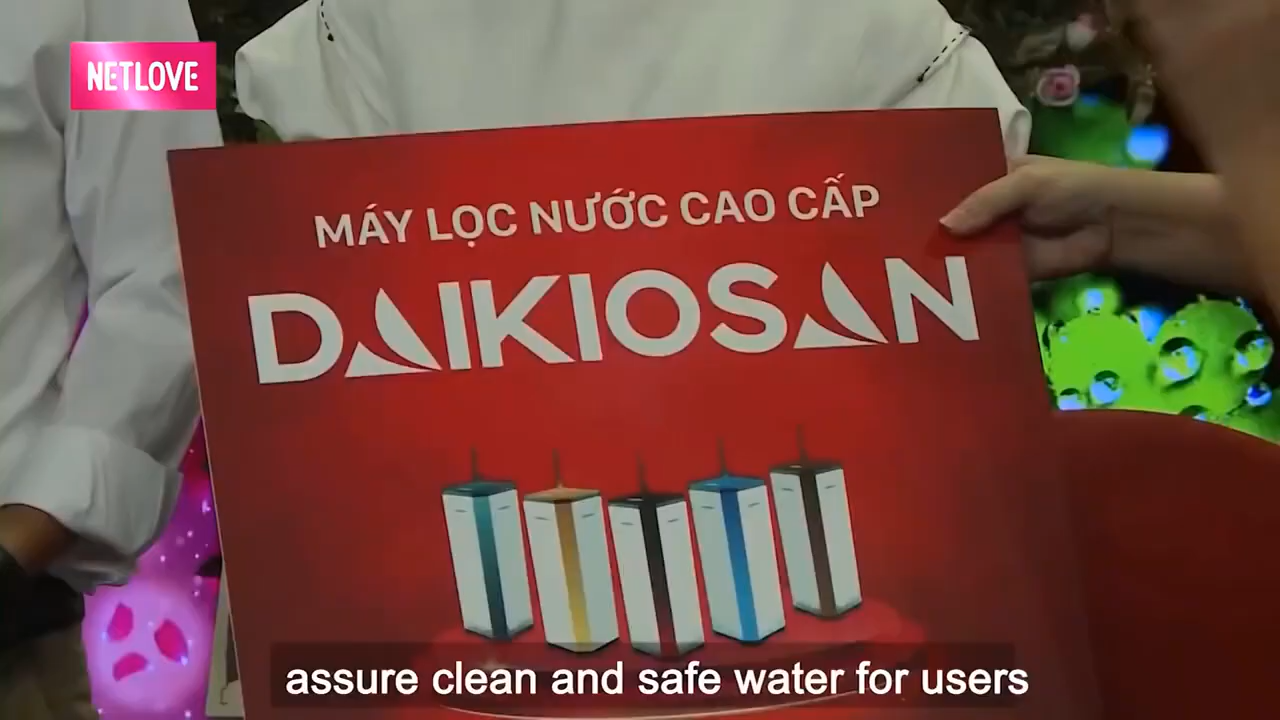 NETLOVE
MÁY LỌC NƯỚC CAO CẤP
DAIKIOSAN
assure clean and safe water for users